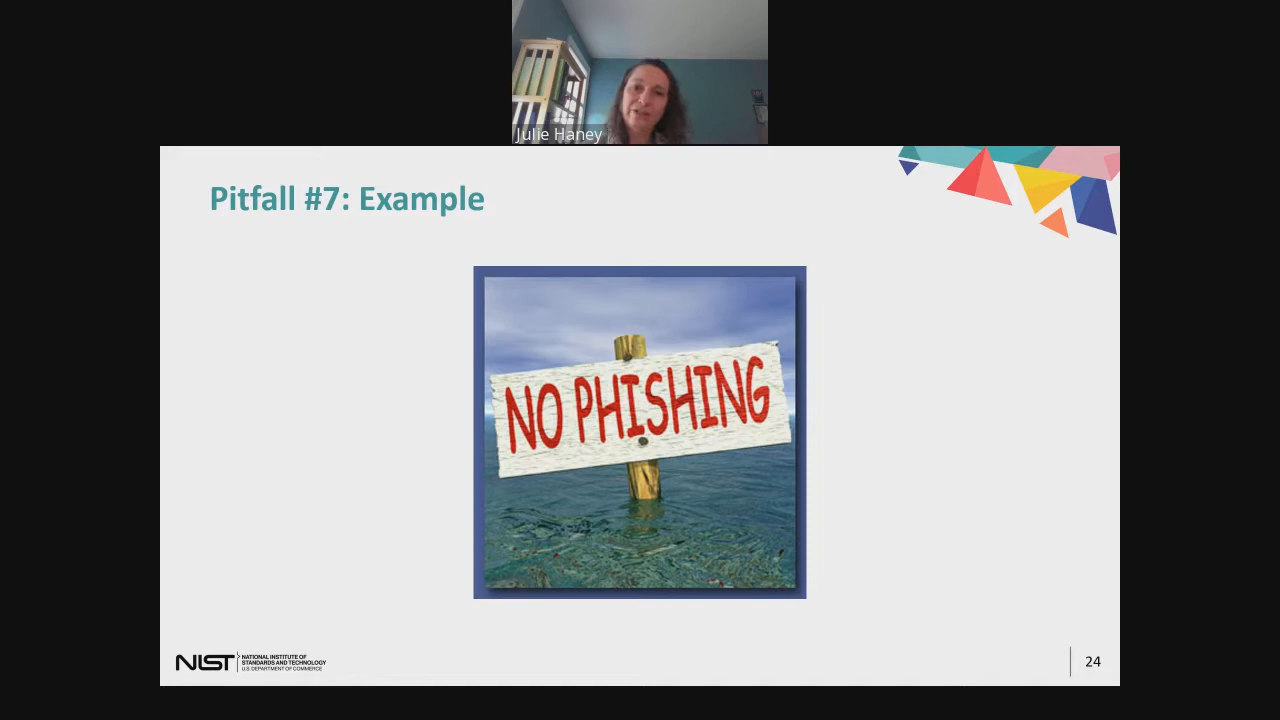 Julie Haney
Pitfall #7: Example
NO PHISHING
NIST
NATIONAL INSTITUTE OF
STANDARDS AND TECHNOLOGY
U.S. DEPARTMENT OF COMMERCE
24